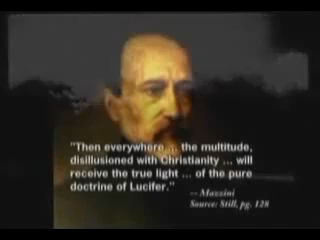 "Then everywhere ... the multitude,
disillusioned with Christianity ... will
receive the true light ... of the pure
doctrine of Lucifer."
-- Mazzini
Source: Still, pg. 128